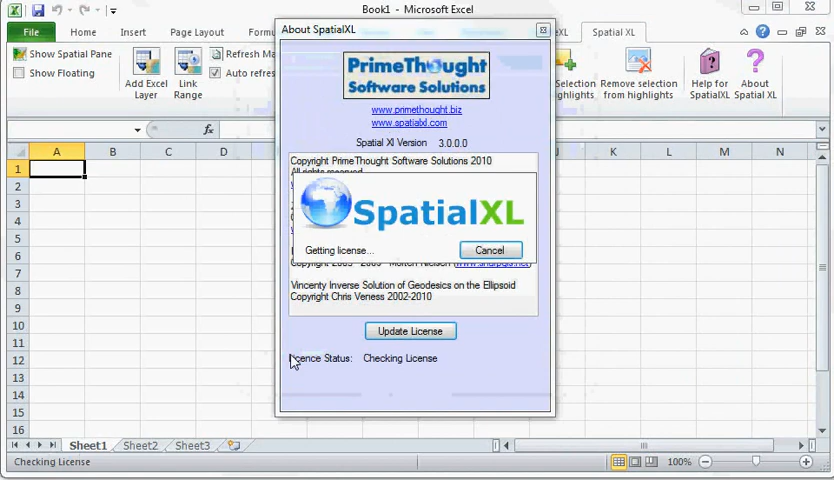 Book1 - Microsoft Excel
About SpatialXL
File
Home
Insert
Page Layout
Spatial XL
Show Spatial Pane
Show Floating
Add Excel
Layer
Link
Range
Refresh
Auto
Selection
highlights
Remove selection
from highlights
Help for
SpatialXL
About
Spatial XL
PrimeThought
Software Solutions
www.primethought.biz
www.spatialxl.com
Spatial Xl Version 3.0.0.0
fx
A B C D K L M N
1
2
3
4
5
6
7
8
9
10
11
12
13
14
15
16
Copyright PrimeThought Software Solutions 2010
All rights reserved
SpatialXL
Getting license...
Cancel
Vincenty Inverse Solution of Geodesics on the Ellipsoid
Copyright Chris Veness 2002-2010
Update License
Licence Status: Checking License
Sheet1 Sheet2 Sheet3
Checking License
100%